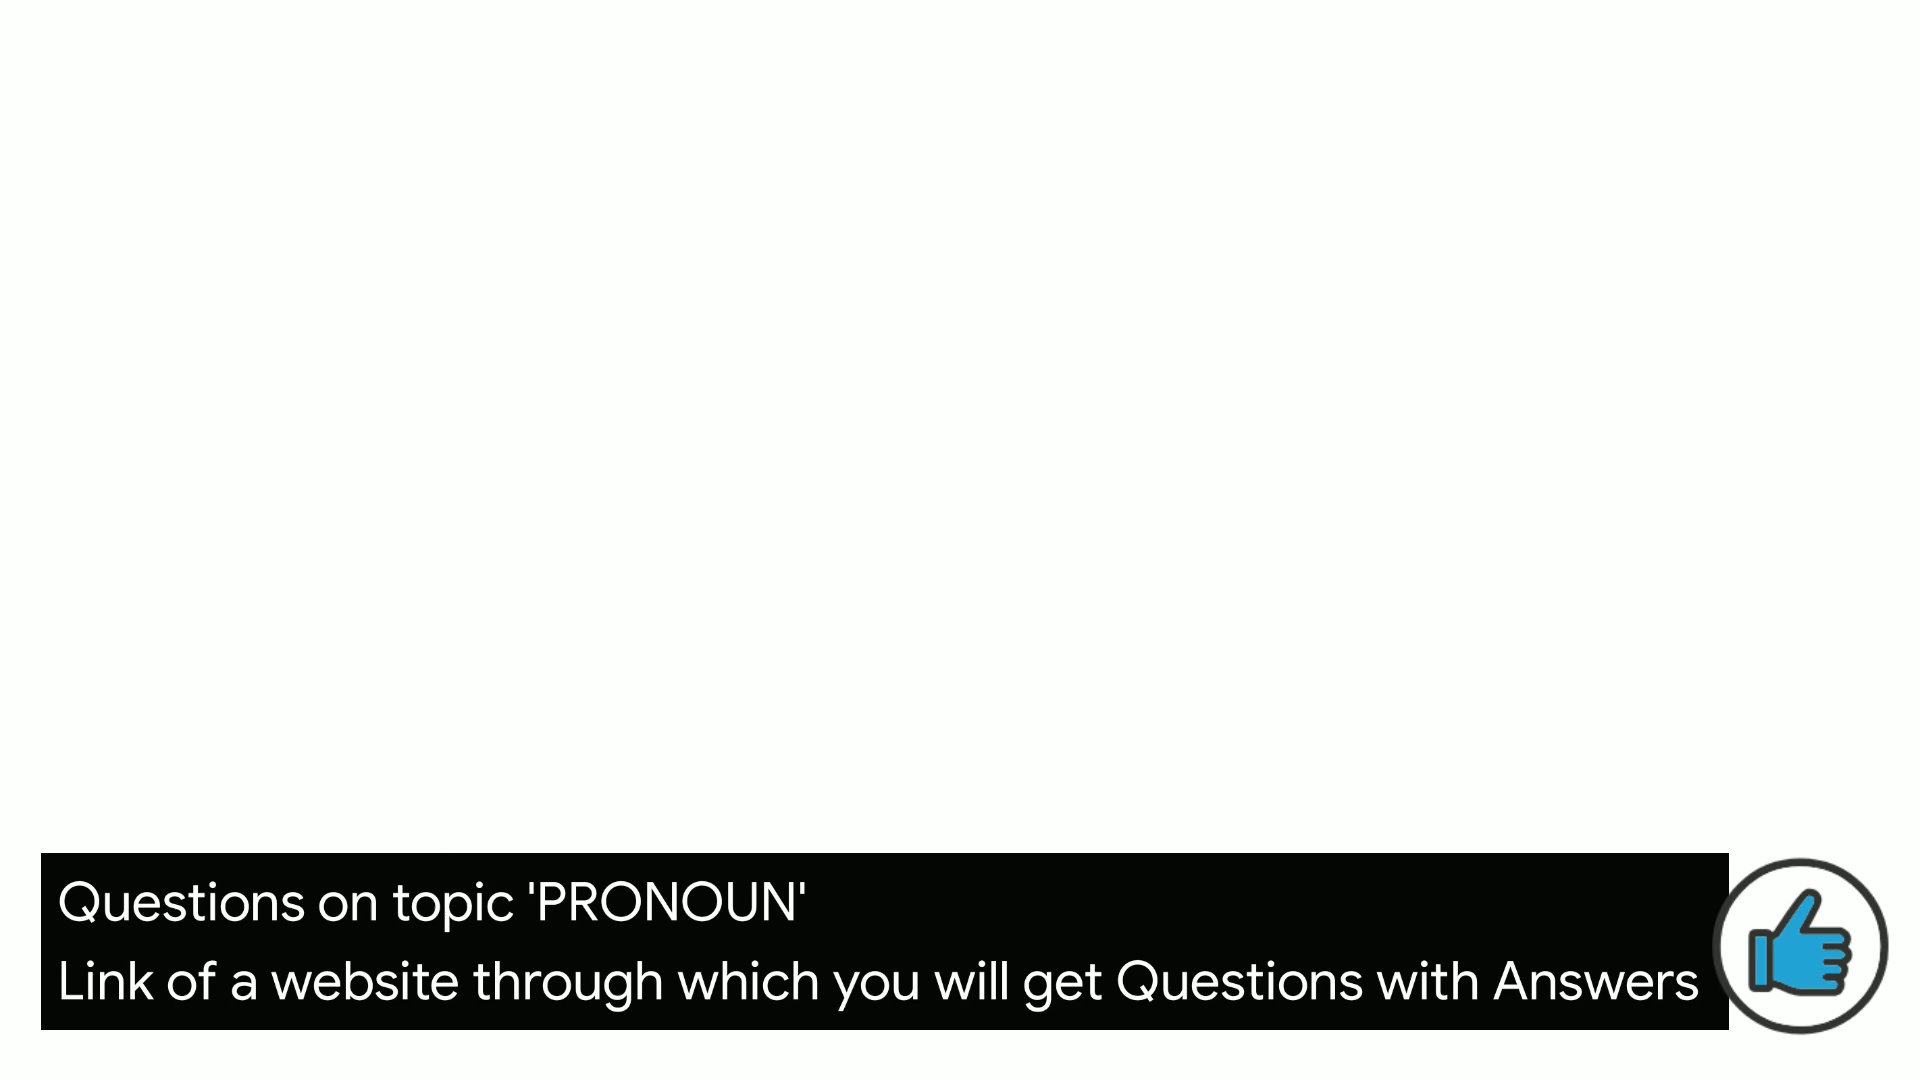 Questions on topic 'PRONOUN'
Link of a website through which you will get Questions with Answers